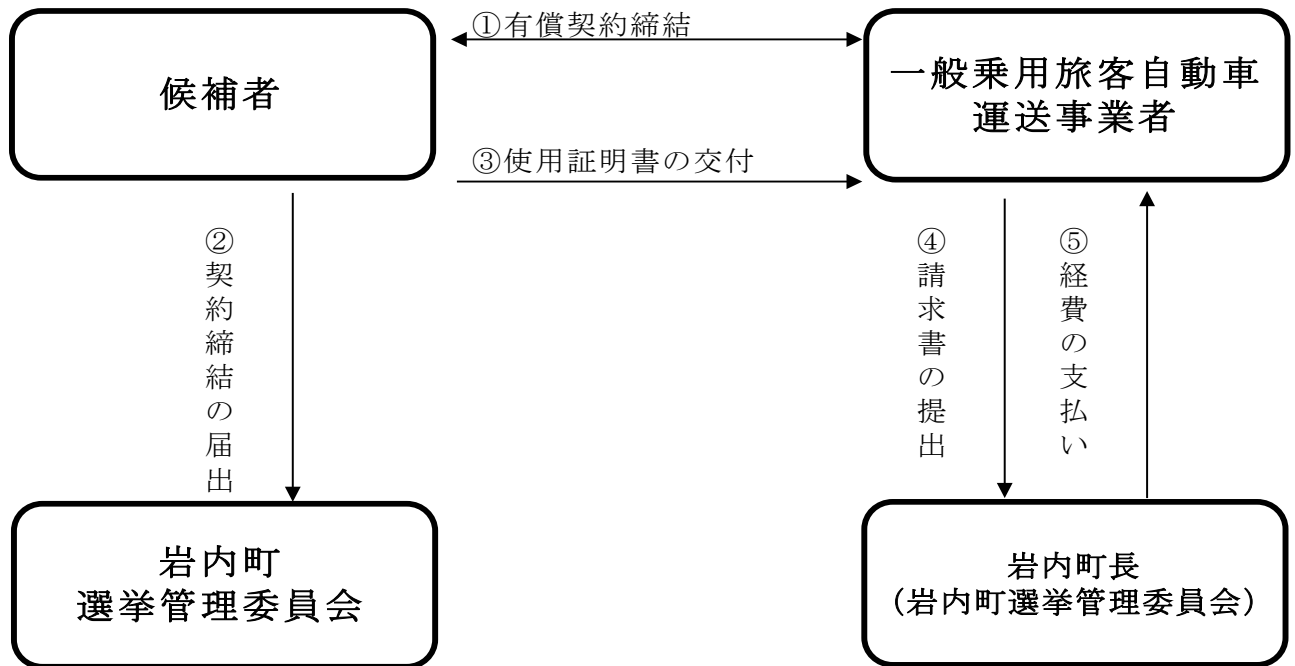 ①有償契約締結
候補者
一般乗用旅客自動車
運送事業者
③使用証明書の交付
②契約締結の届出
④請求書の提出
⑤経費の支払い
岩内町
選挙管理委員会
岩内町長
(岩内町選挙管理委員会)